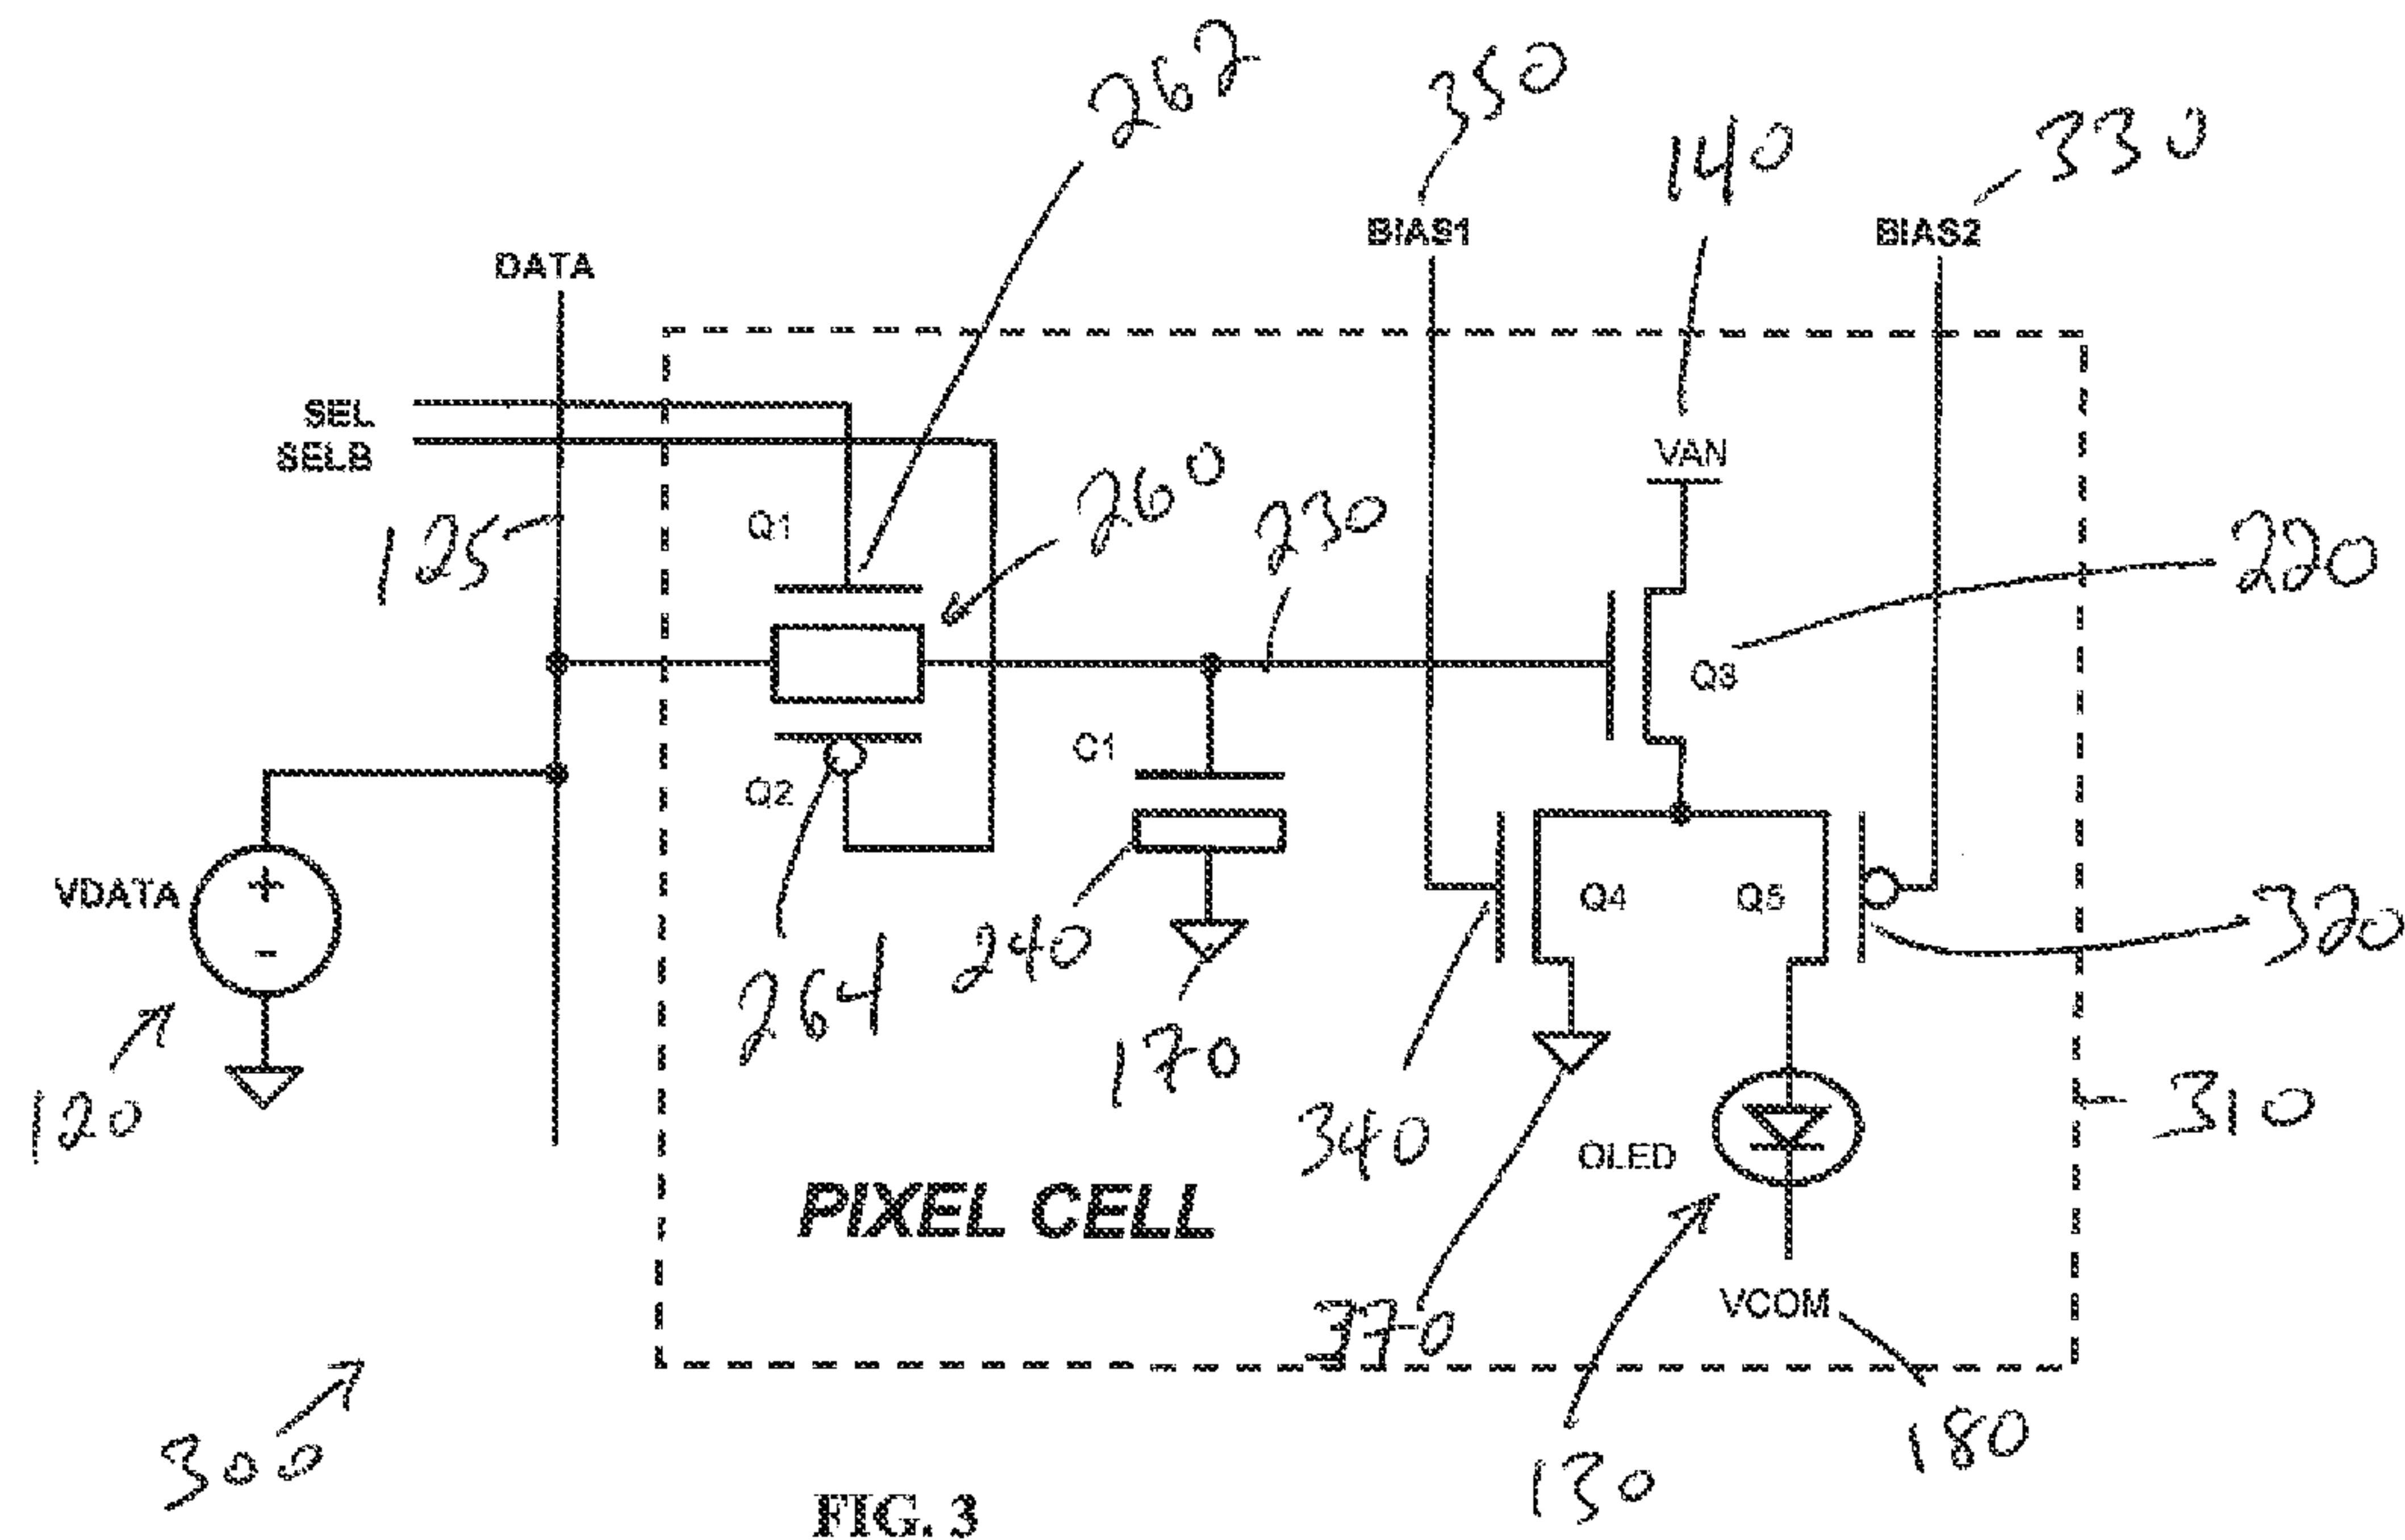 262
350
140
330
DATA
BIAS1
BIAS2
SEL
SELB
VAN
125
Q1
260
230
220
Q3
C1
Q2
VDATA
+
-
Q4
Q5
320
240
264
170
120
340
310
OLED
PIXEL CELL
370
VCOM
300
130
180
FIG. 3